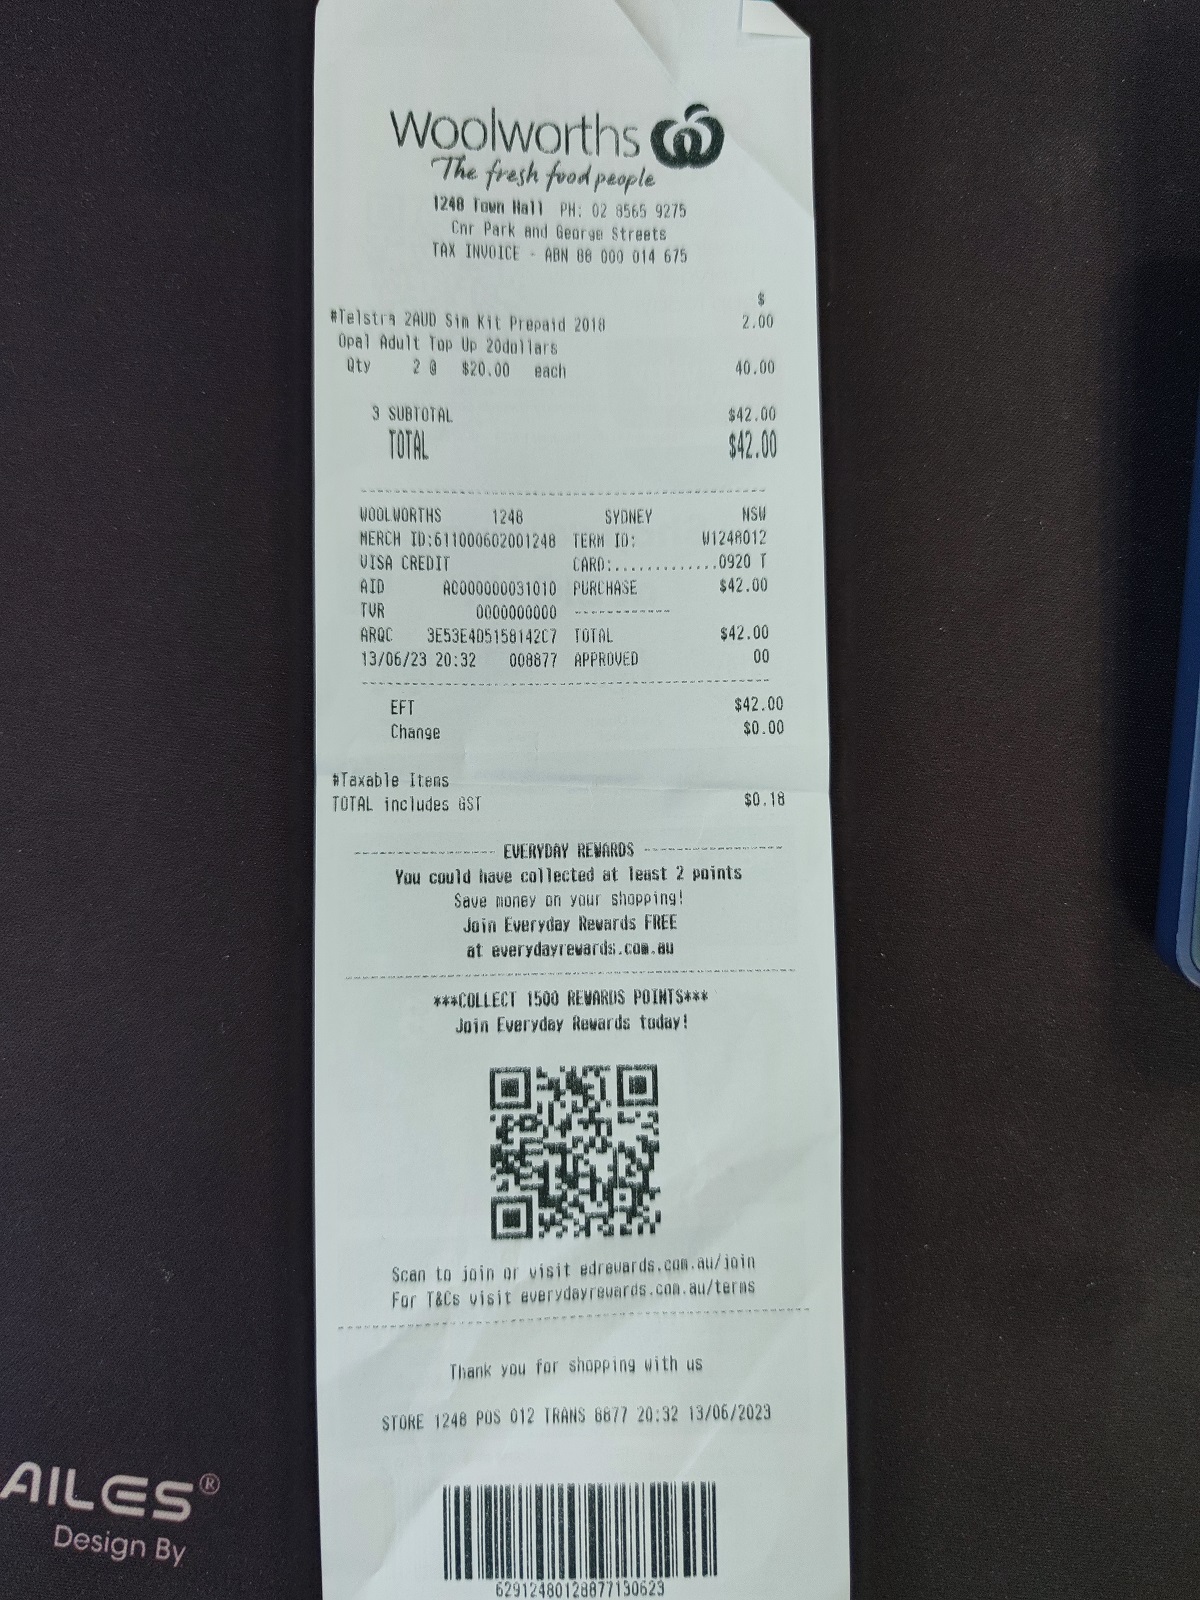 Woolworths
The fresh food people
1248 Town Hall PH: 02 8565 9275
Cnr Park and George Streets
TAX INVOICE - ABN 88 000 014 675
$
#Telstra 2AUD Sim Kit Prepaid 2018 2.00
Opal Adult Top Up 20dollars
Qty 2 @ $20.00 each 40.00
3 SUBTOTAL $42.00
TOTAL $42.00
WOOLWORTHS 1248 SYDNEY NSW
MERCH ID:611000602001248 TERM ID: W1248012
VISA CREDIT CARD:.............0920 T
AID A0000000031010 PURCHASE $42.00
TVR 0000000000 ------------
ARQC 3E53E4D5158142C7 TOTAL $42.00
13/06/23 20:32 008877 APPROVED 00
EFT $42.00
Change $0.00
#Taxable Items
TOTAL includes GST $0.18
EVERYDAY REWARDS
You could have collected at least 2 points
Save money on your shopping!
Join Everyday Rewards FREE
at everydayrewards.com.au
***COLLECT 1500 REWARDS POINTS***
Join Everyday Rewards today!
Scan to join or visit edrewards.com.au/join
For T&Cs visit everydayrewards.com.au/terms
Thank you for shopping with us
STORE 1248 POS 012 TRANS 8877 20:32 13/06/2023
62912480128877130623
AILES®
Design By